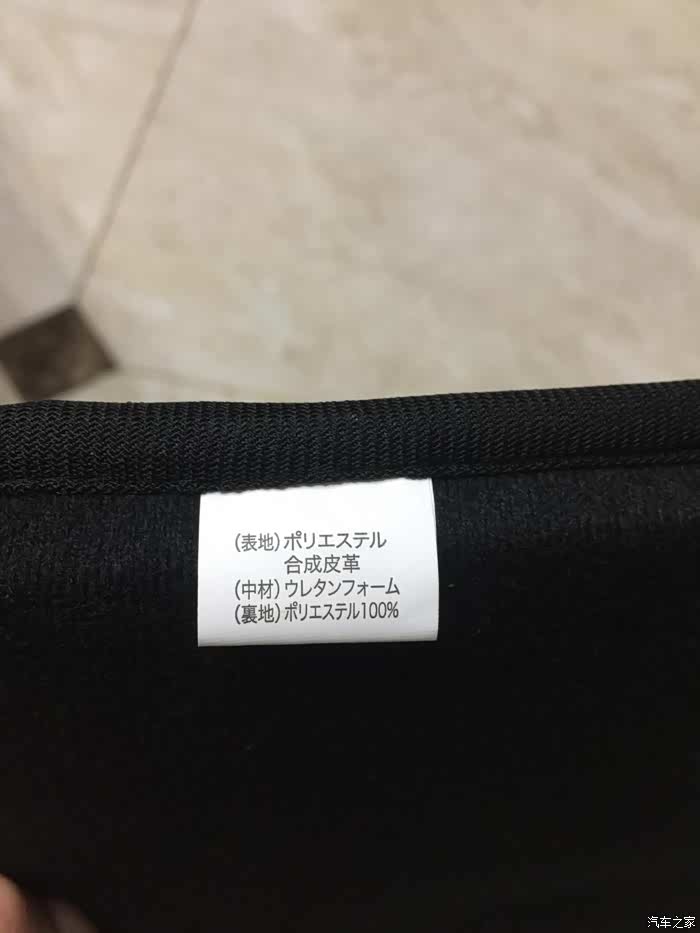 (表地)ポリエステル
合成皮革
(中材)ウレタンフォーム
(裏地)ポリエステル100%
汽车之家